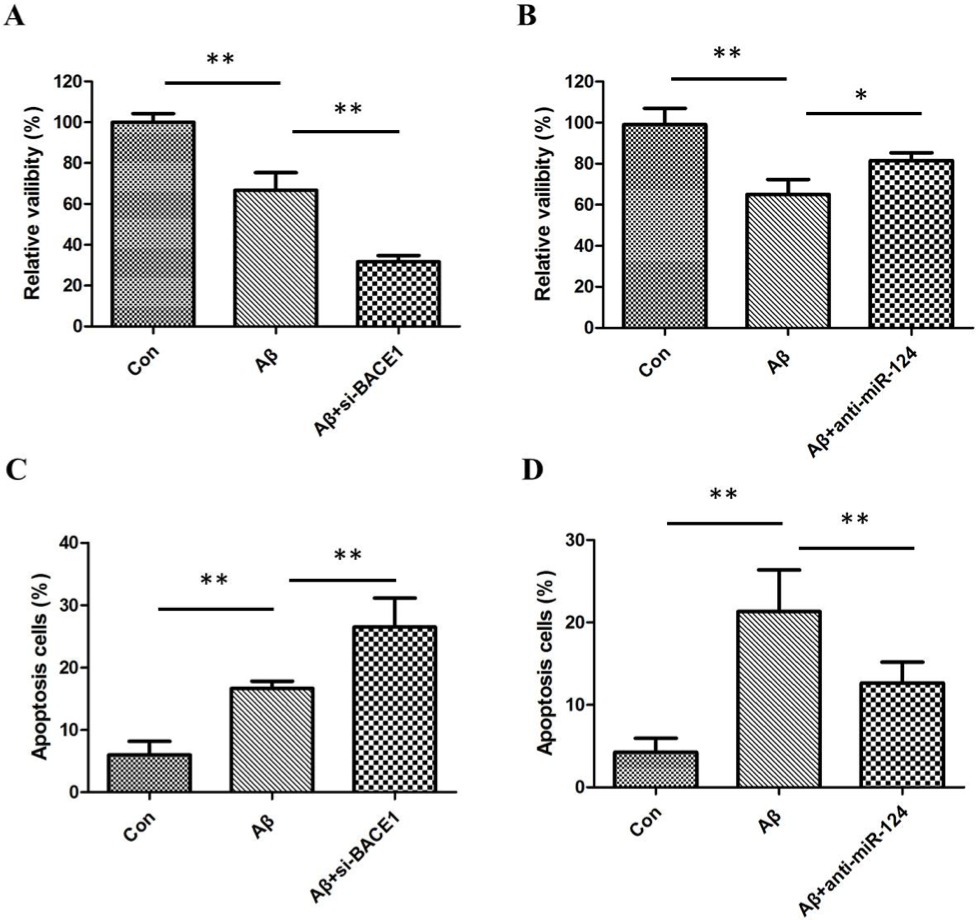 A
**
**
120
100
80
60
40
20
0
Relative vailibity (%)
Con
Aβ
Aβ+si-BACE1
B
**
*
120
100
80
60
40
20
0
Relative vailibity (%)
Con
Aβ
Aβ+anti-miR-124
C
**
**
40
30
20
10
0
Apoptosis cells (%)
Con
Aβ
Aβ+si-BACE1
D
**
**
30
20
10
0
Apoptosis cells (%)
Con
Aβ
Aβ+anti-miR-124